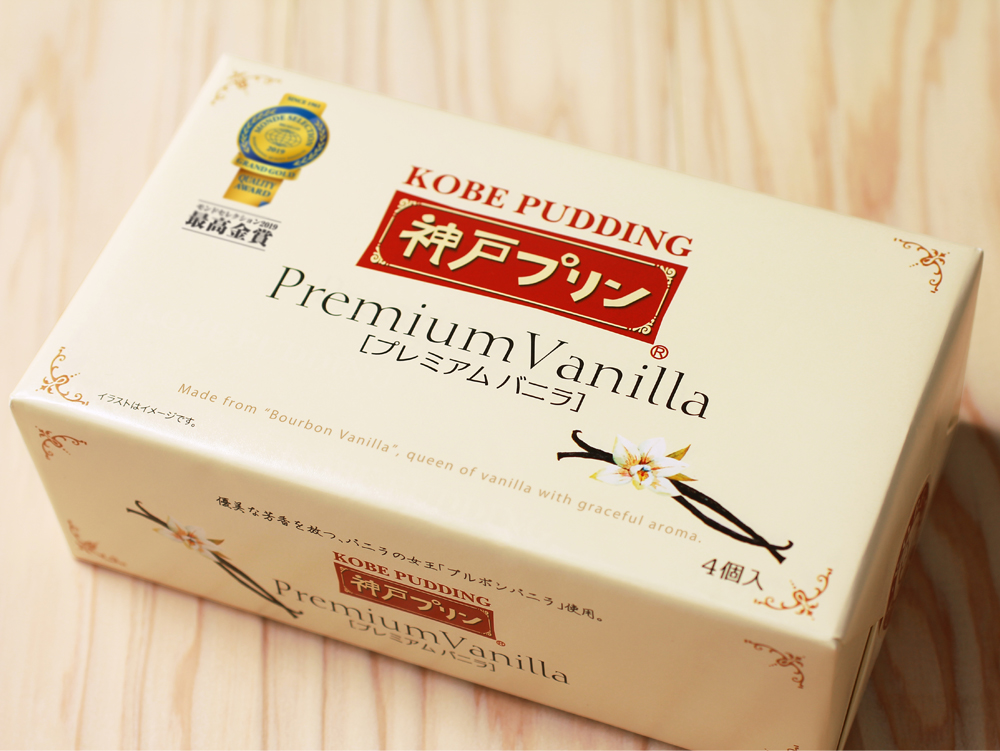 SINCE 1961
MONDE SELECTION
2019
GRAND GOLD
QUALITY
AWARD
モンドセレクション2019
最高金賞
KOBE PUDDING
神戸プリン
®
Premium Vanilla
[プレミアム バニラ]
イラストはイメージです。
Made from "Bourbon Vanilla", queen of vanilla with graceful aroma.
4個入
優美な芳香を放つ、バニラの女王「ブルボンバニラ」使用。
KOBE PUDDING
神戸プリン
®
Premium Vanilla
[プレミアム バニラ]